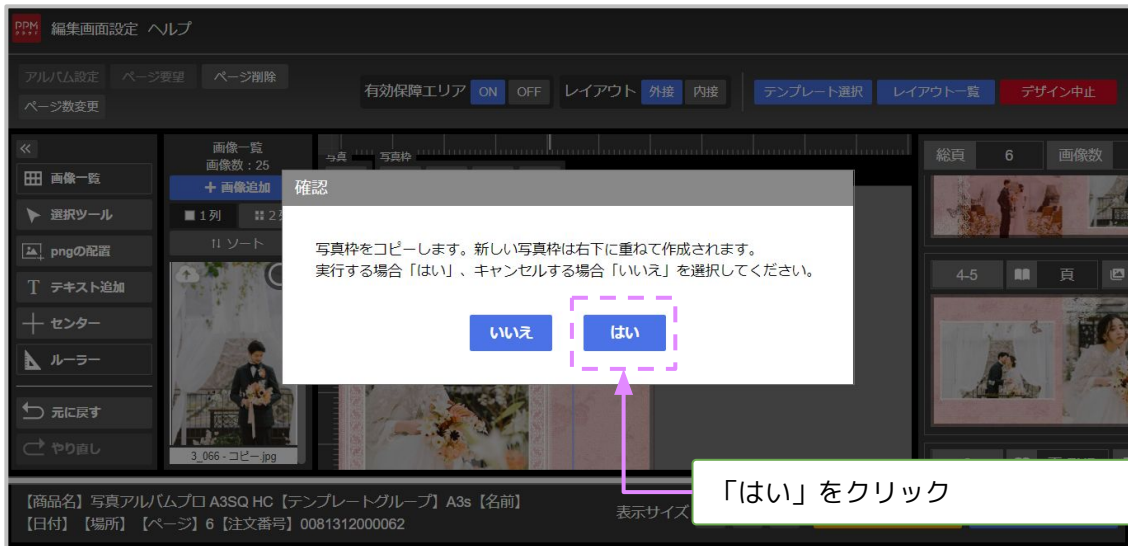 PPM 編集画面設定 ヘルプ
アルバム設定 ページ要望 ページ削除
ページ数変更
有効保障エリア ON OFF レイアウト 外接 内接 テンプレート選択 レイアウト一覧 デザイン中止
画像一覧
画像数:25
+ 画像追加
■1列
ソート
3_066 - コピー.jpg
画像一覧
選択ツール
pngの配置
テキスト追加
センター
ルーラー
元に戻す
やり直し
写真 写真枠
確認
写真枠をコピーします。新しい写真枠は右下に重ねて作成されます。
実行する場合「はい」、キャンセルする場合「いいえ」を選択してください。
いいえ はい
総頁 6 画像数
4-5 頁
「はい」をクリック
【商品名】写真アルバムプロ A3SQ HC【テンプレートグループ】A3s【名前】
【日付】【場所】【ページ】6【注文番号】0081312000062
表示サイズ